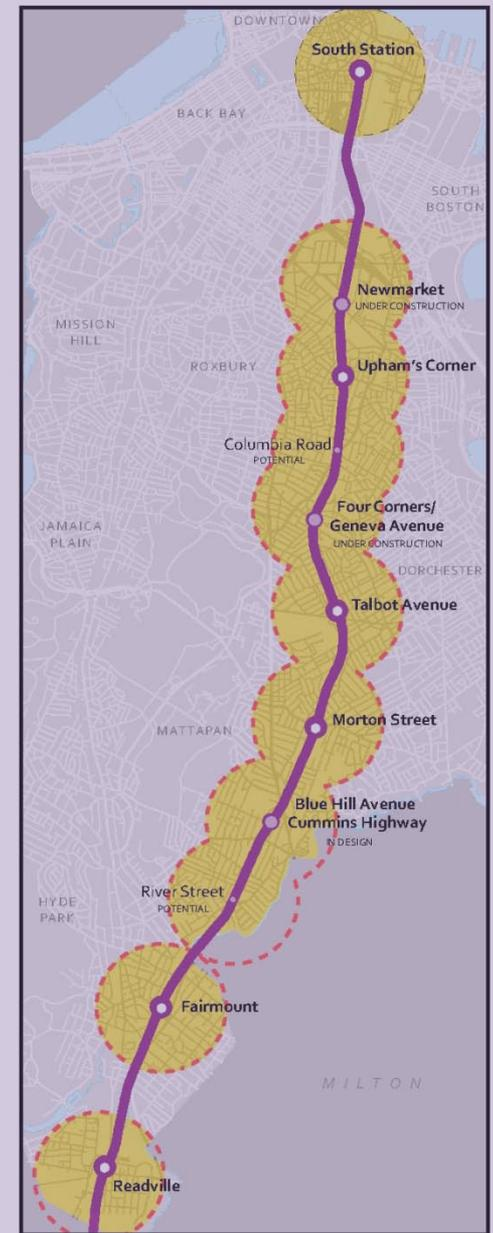 DOWNTOWN
South Station
BACK BAY
SOUTH
BOSTON
Newmarket
UNDER CONSTRUCTION
MISSION
HILL
ROXBURY
Upham's Corner
Columbia Road
POTENTIAL
Four Corners/
Geneva Avenue
UNDER CONSTRUCTION
JAMAICA
PLAIN
DORCHESTER
Talbot Avenue
Morton Street
MATTAPAN
Blue Hill Avenue
Cummins Highway
IN DESIGN
River Street
POTENTIAL
HYDE
PARK
Fairmount
MILTON
Readville